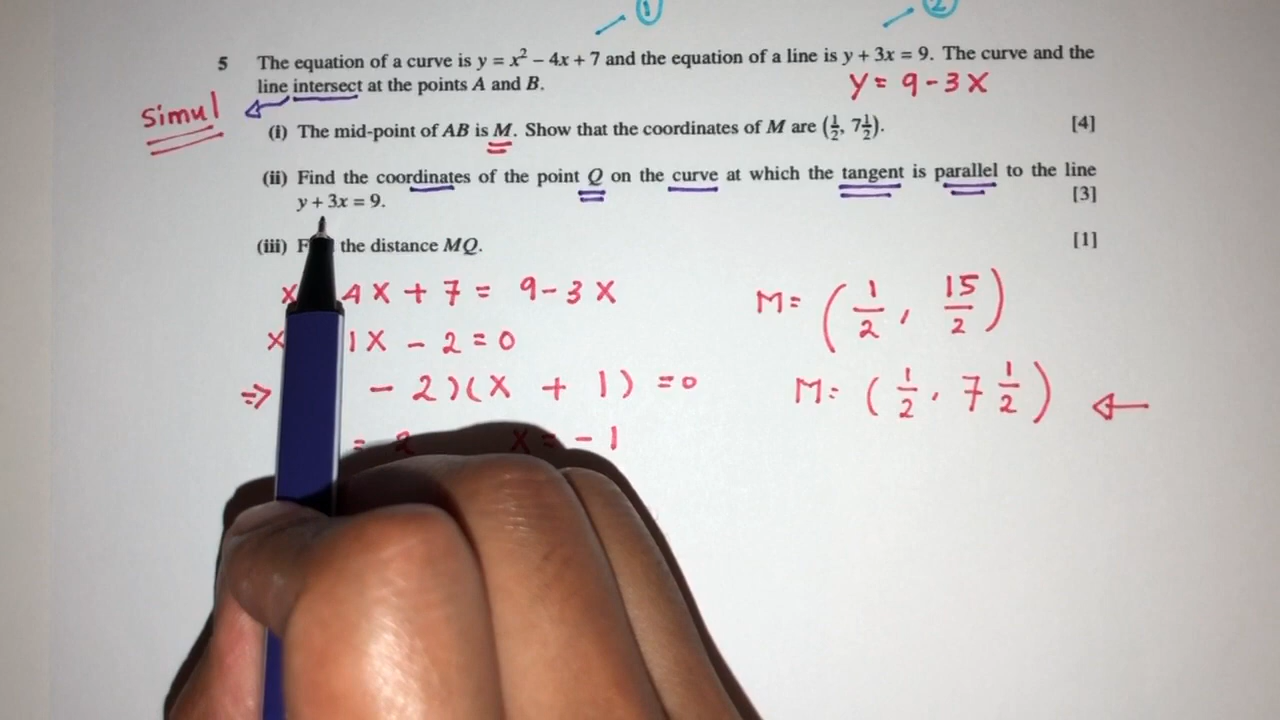 ① ②
5 The equation of a curve is y = x² – 4x + 7 and the equation of a line is y + 3x = 9. The curve and the
line intersect at the points A and B.
y = 9 - 3x
Simul
(i) The mid-point of AB is M. Show that the coordinates of M are (½, 7½). [4]
(ii) Find the coordinates of the point Q on the curve at which the tangent is parallel to the line
y + 3x = 9. [3]
(iii) the distance MQ. [1]
x 4x + 7 = 9 - 3x
x 1x - 2 = 0
⇒ - 2)(x + 1) = 0
= 2 x = - 1
M = (1/2, 15/2)
M = (½, 7½) ←